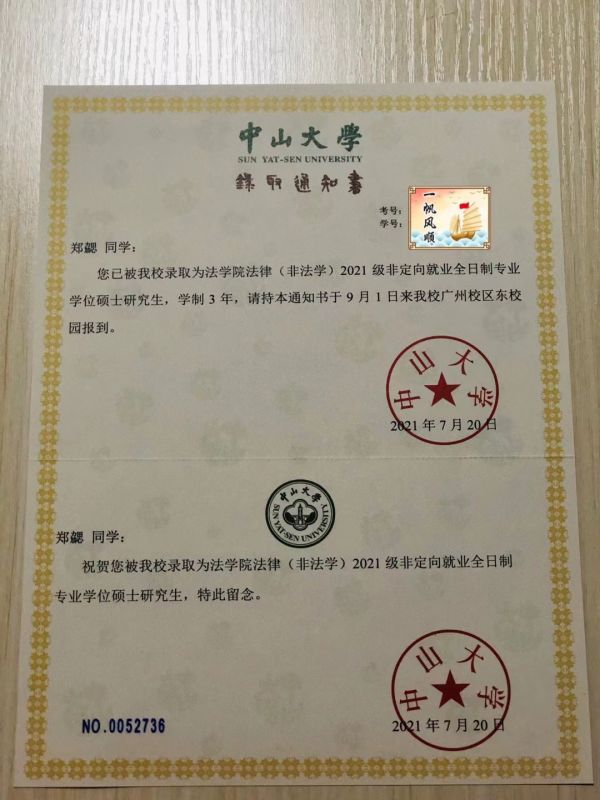 中山大學
SUN YAT-SEN UNIVERSITY
錄取通知書
考号：
学号：
一帆风順
郑勰 同学：
您已被我校录取为法学院法律（非法学）2021 级非定向就业全日制专业
学位硕士研究生，学制 3 年，请持本通知书于 9 月 1 日来我校广州校区东校
园报到。
中山大学
2021 年 7 月 20 日
中山大學
SUN YAT-SEN UNIVERSITY
郑勰 同学：
祝贺您被我校录取为法学院法律（非法学）2021 级非定向就业全日制
专业学位硕士研究生，特此留念。
中山大学
2021 年 7 月 20 日
NO.0052736